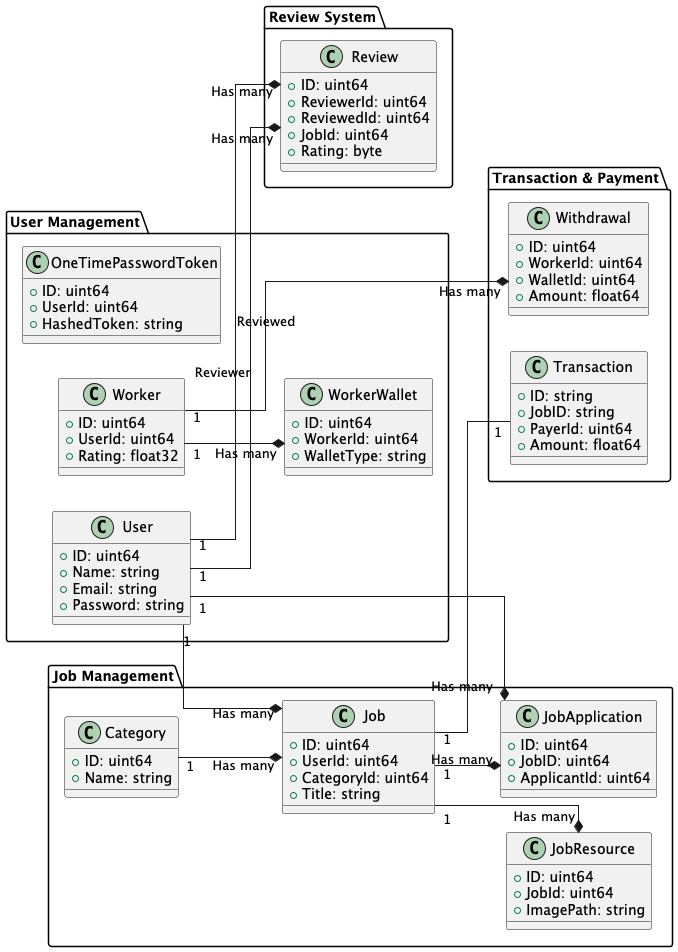 Review System
C Review
ID: uint64
ReviewerId: uint64
ReviewedId: uint64
JobId: uint64
Rating: byte
Has many
Has many
Transaction & Payment
C Withdrawal
ID: uint64
WorkerId: uint64
WalletId: uint64
Amount: float64
Has many
C Transaction
ID: string
JobID: string
PayerId: uint64
Amount: float64
1
User Management
C OneTimePasswordToken
ID: uint64
UserId: uint64
HashedToken: string
Reviewed
Reviewer
C Worker
ID: uint64
UserId: uint64
Rating: float32
1
1
Has many
C WorkerWallet
ID: uint64
WorkerId: uint64
WalletType: string
C User
ID: uint64
Name: string
Email: string
Password: string
1
1
1
1
Job Management
Has many
Has many
C Category
ID: uint64
Name: string
1
Has many
C Job
ID: uint64
UserId: uint64
CategoryId: uint64
Title: string
1
Has many
1
1
C JobApplication
ID: uint64
JobID: uint64
ApplicantId: uint64
Has many
C JobResource
ID: uint64
JobId: uint64
ImagePath: string